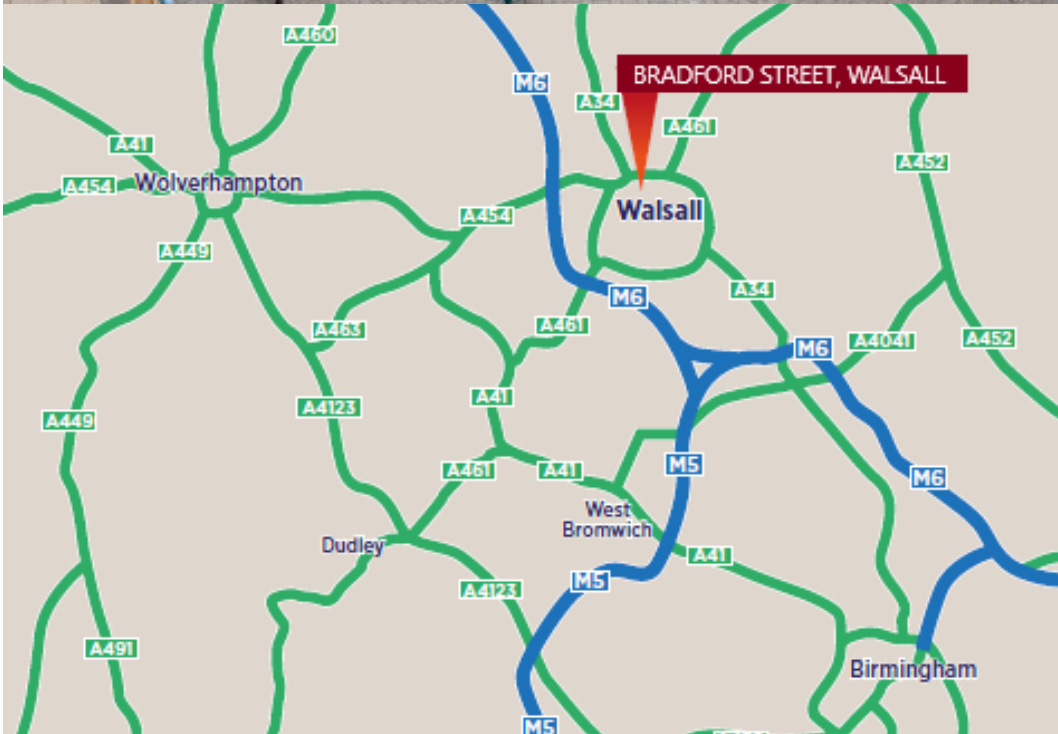 A460
M6
BRADFORD STREET, WALSALL
A34
A461
A41
A452
A454
Wolverhampton
Walsall
A454
A449
A34
M6
A461
A463
A4041
A452
M6
A41
A4123
A449
M5
A461
A41
M6
West
Bromwich
Dudley
A41
M5
A4123
A491
Birmingham
M5